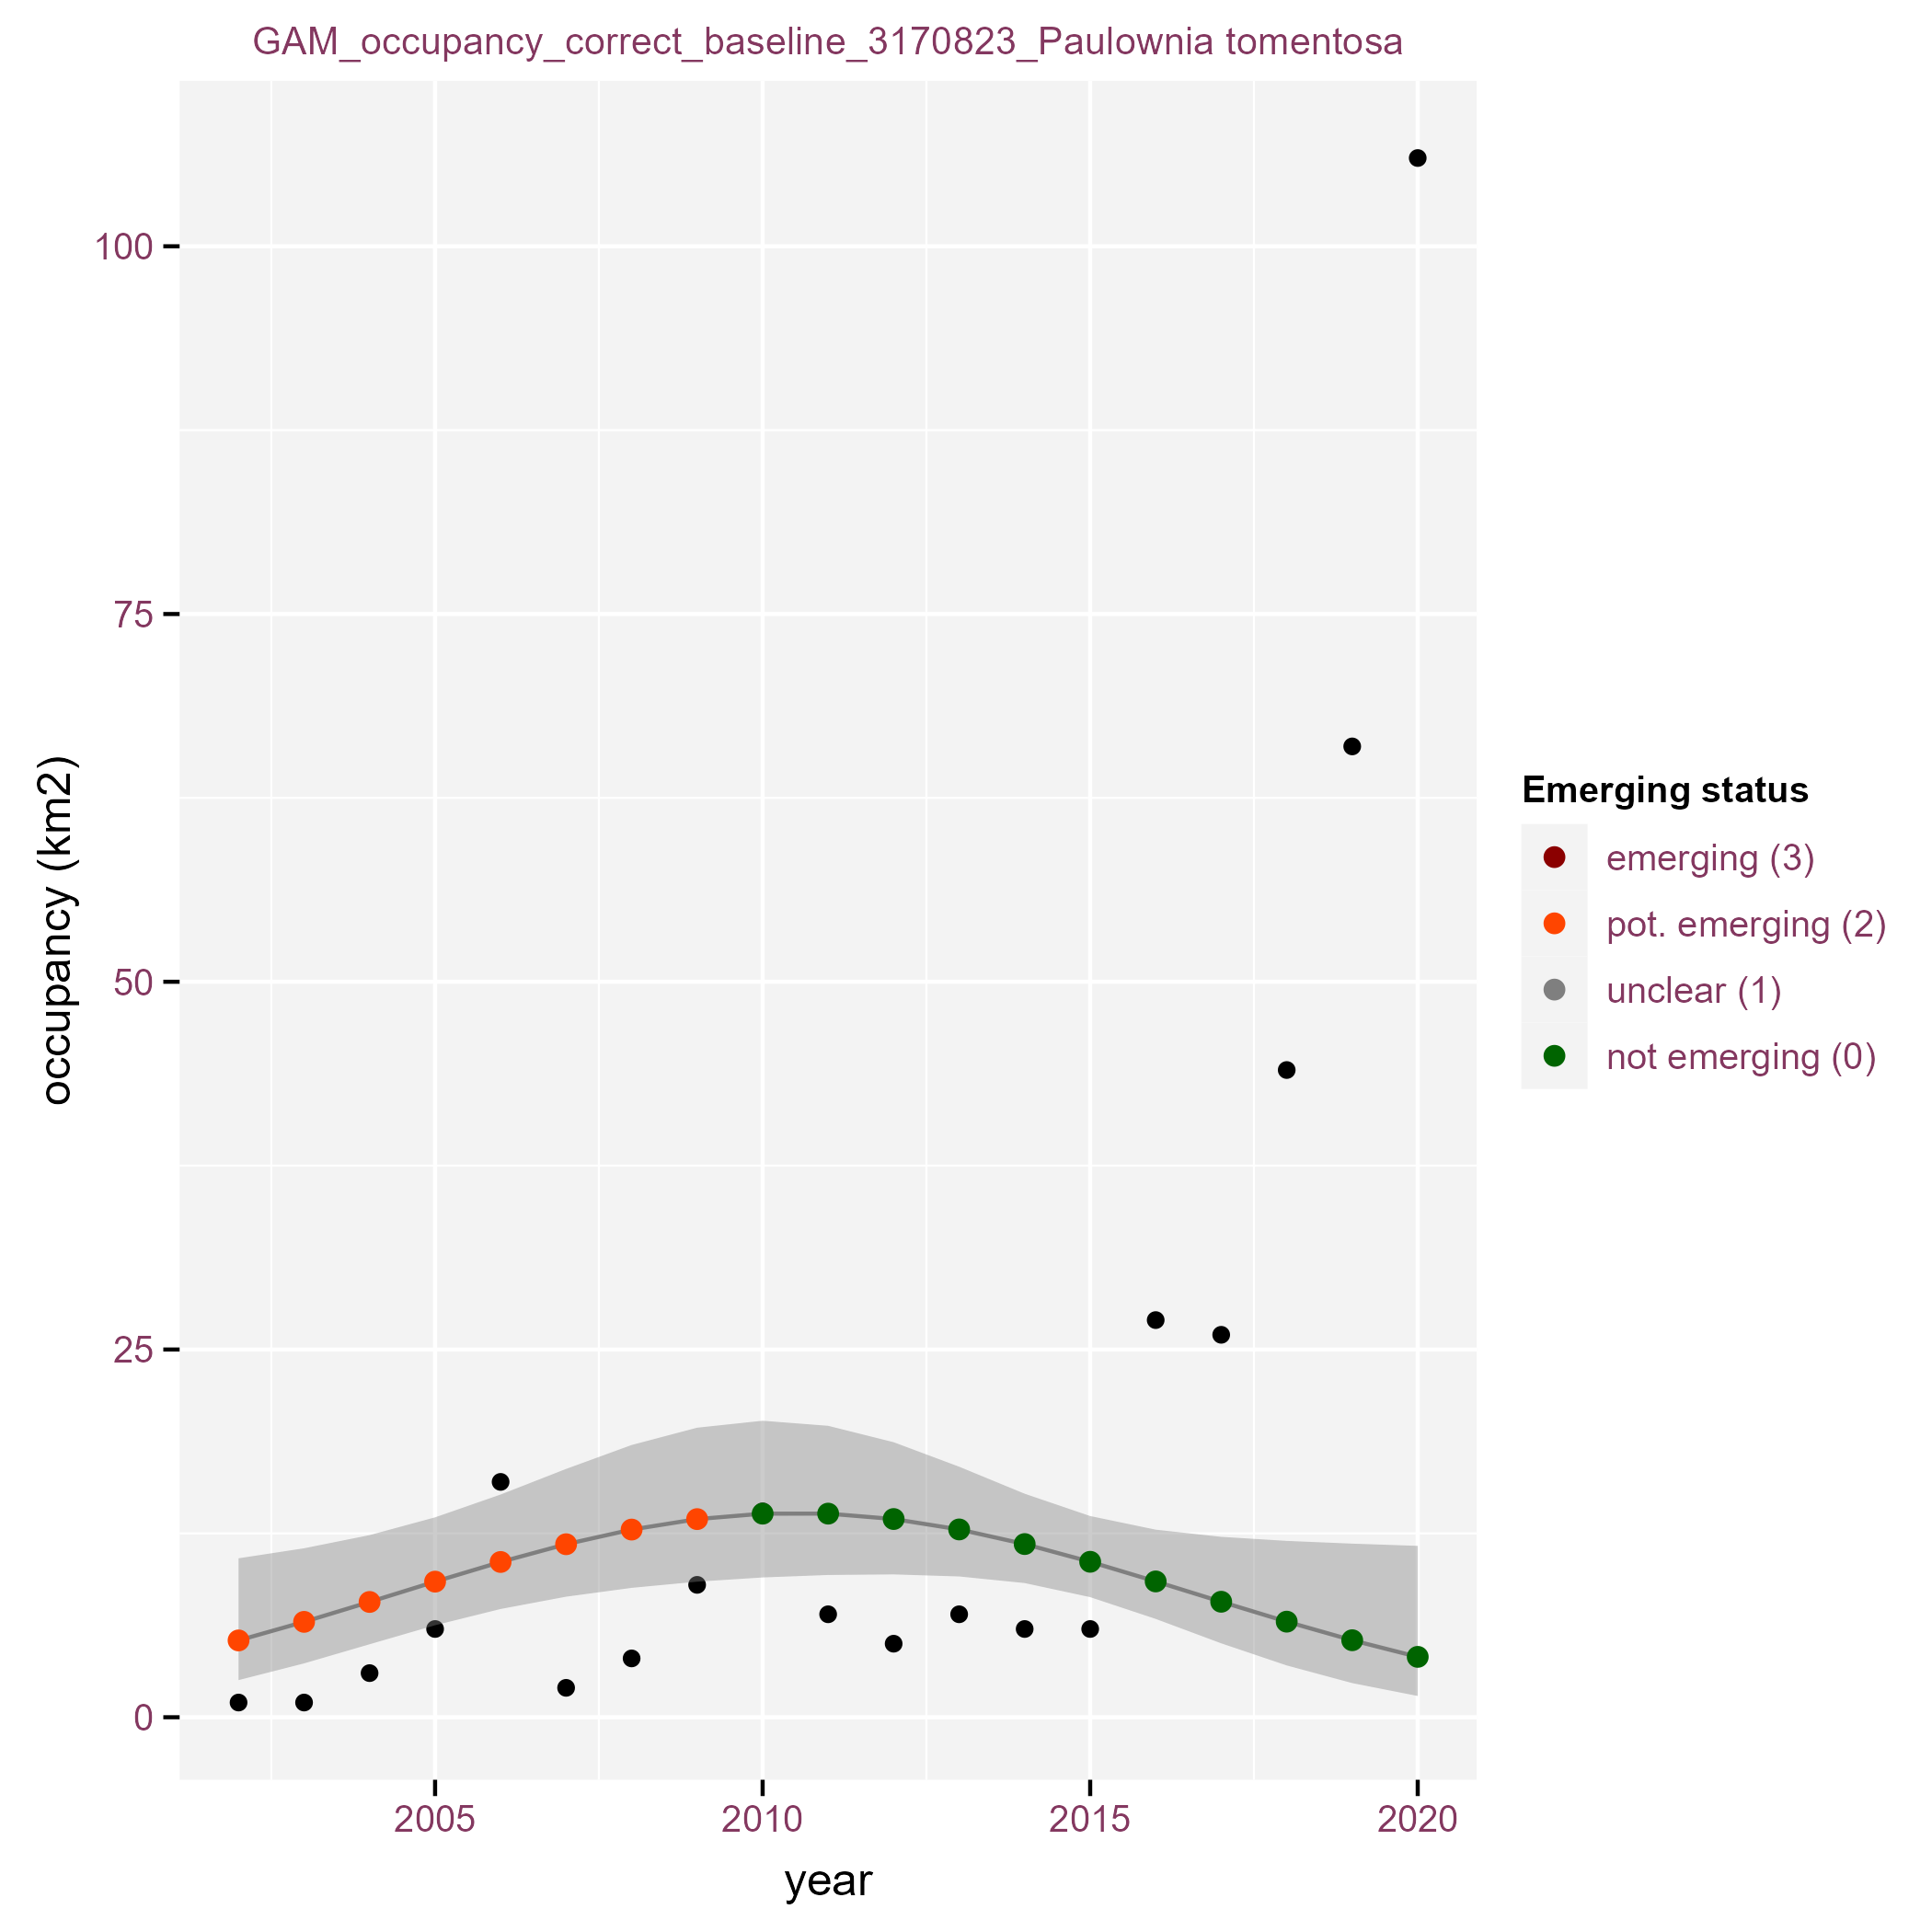 GAM_occupancy_correct_baseline_3170823_Paulownia tomentosa
100
75
50
25
0
occupancy (km2)
2005 2010 2015 2020
year
Emerging status
emerging (3)
pot. emerging (2)
unclear (1)
not emerging (0)